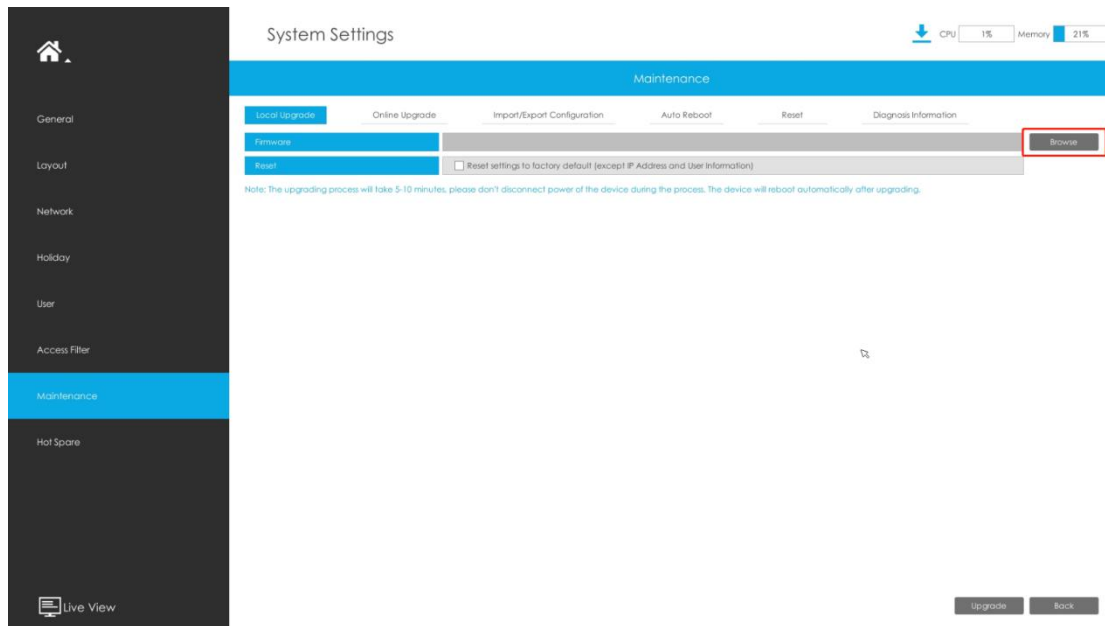 System Settings
CPU 1% Memory 21%
Maintenance
General
Layout
Network
Holiday
User
Access Filter
Maintenance
Hot Spare
Live View
Local Upgrade Online Upgrade Import/Export Configuration Auto Reboot Reset Diagnosis Information
Firmware Browse
Reset Reset settings to factory default (except IP Address and User Information)
Note: The upgrading process will take 5-10 minutes, please don't disconnect power of the device during the process. The device will reboot automatically after upgrading.
Upgrade Back